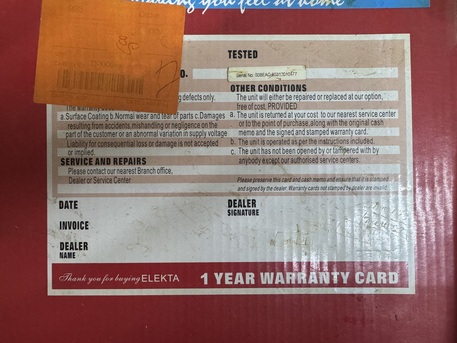 making you feel at home
TESTED
O.
OTHER CONDITIONS
The unit will either be repaired or replaced at our option,
free of cost, PROVIDED
a. The unit is returned at your cost to our nearest service center
or to the point of purchase along with the original cash
memo and the signed and stamped warranty card.
b. The unit is operated as per the instructions included.
c. The unit has not been opened by or tampered with by
anybody except our authorised service centers.
Please preserve this card and cash memo and ensure that it is stamped
and signed by the dealer. Warranty cards not stamped by dealer are invalid.
defects only.
The warranty
a. Surface Coating b. Normal wear and tear of parts c. Damages
resulting from accidents, mishandling or negligence on the
part of the customer or an abnormal variation in supply voltage
Liability for consequential loss or damage is not accepted
or implied.
SERVICE AND REPAIRS
Please contact our nearest Branch office,
Dealer or Service Center
DATE
DEALER
SIGNATURE
INVOICE
DEALER
NAME
Thank you for buying ELEKTA
1 YEAR WARRANTY CARD